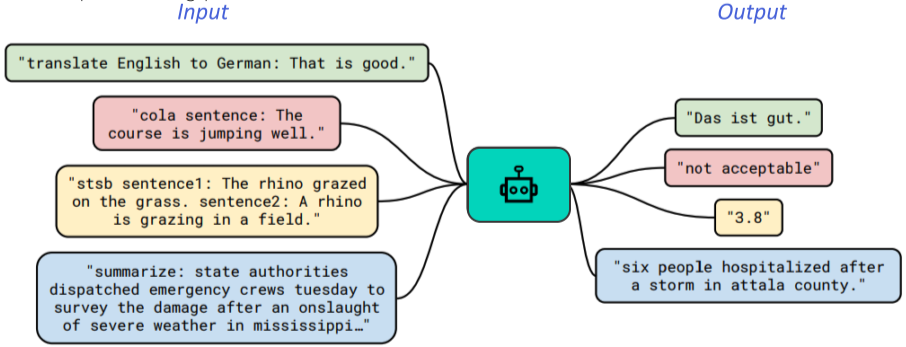 Input
Output
"translate English to German: That is good."
"cola sentence: The
course is jumping well."
"stsb sentence1: The rhino grazed
on the grass. sentence2: A rhino
is grazing in a field."
"summarize: state authorities
dispatched emergency crews tuesday to
survey the damage after an onslaught
of severe weather in mississippi…"
"Das ist gut."
"not acceptable"
"3.8"
"six people hospitalized after
a storm in attala county."